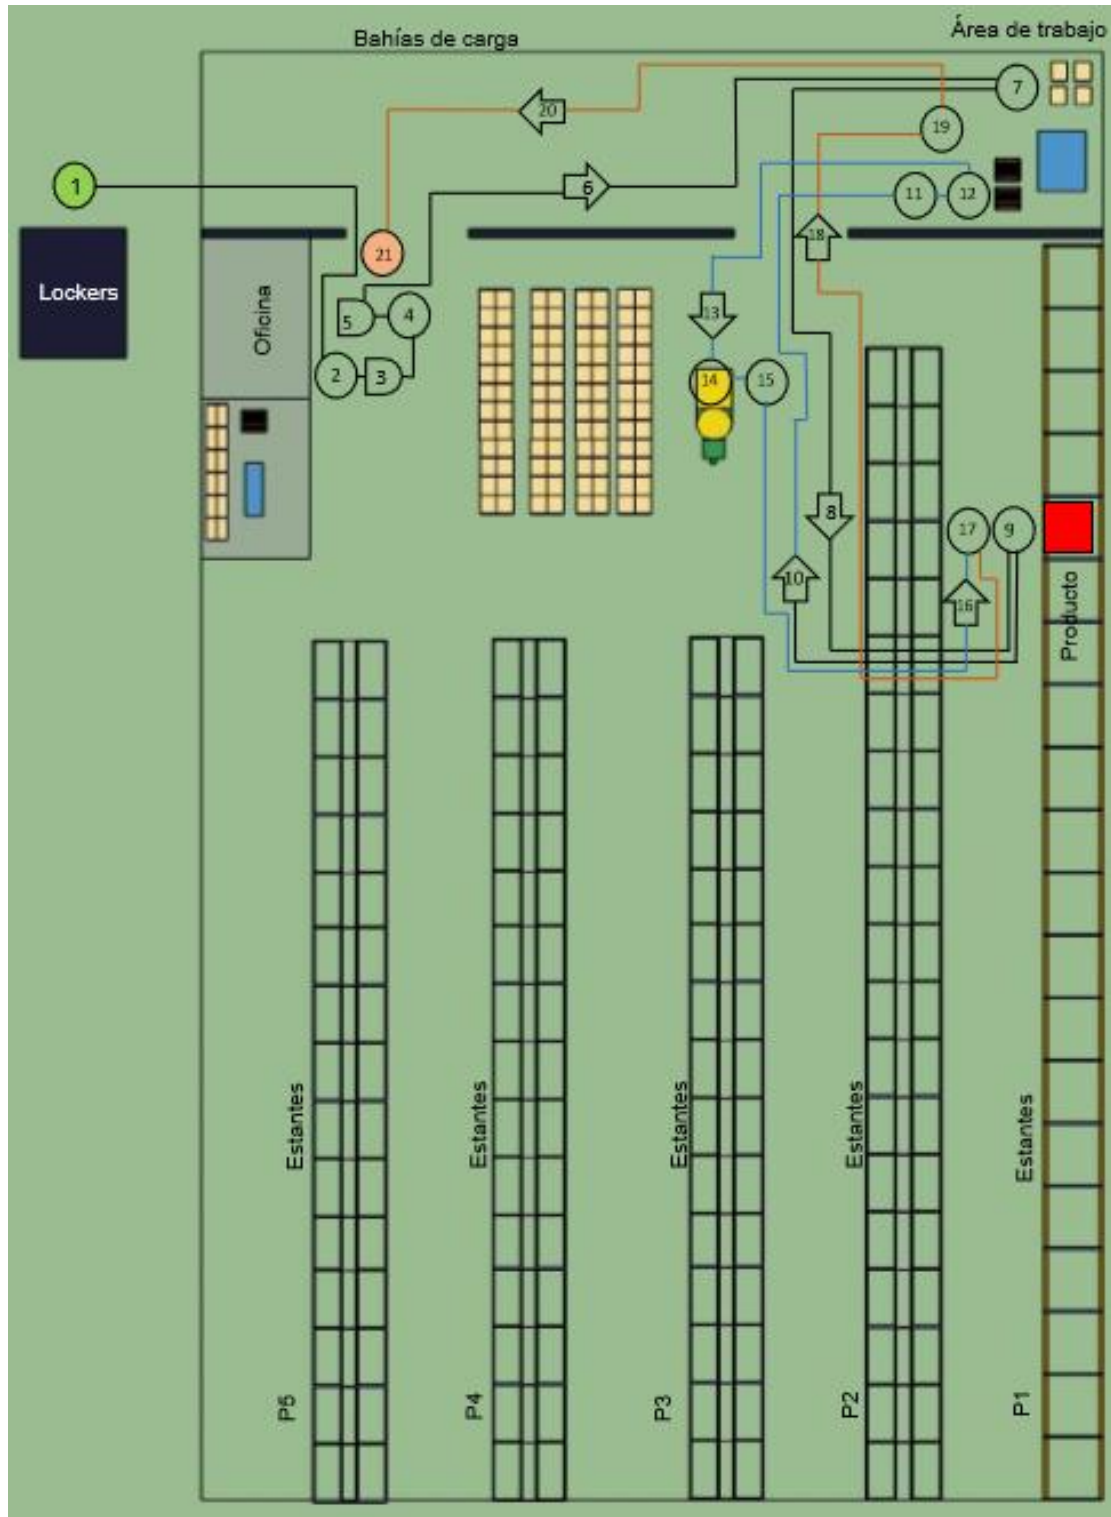 Bahías de carga
Área de trabajo
7
20
19
1
6
11
12
18
21
Lockers
Oficina
5
4
13
2
3
14
15
8
17
9
10
16
Producto
Estantes
Estantes
Estantes
Estantes
Estantes
P5
P4
P3
P2
P1